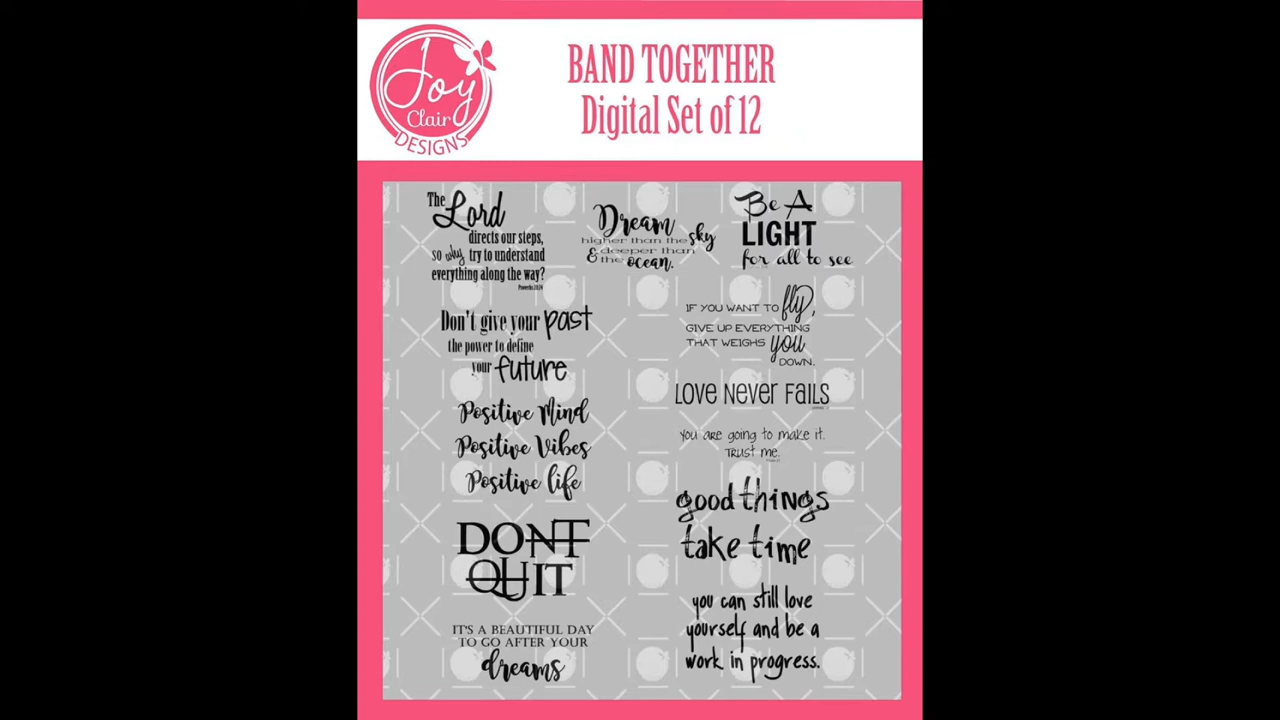 Joy
Clair
DESIGNS
BAND TOGETHER
Digital Set of 12
The Lord
directs our steps,
so why try to understand
everything along the way?
Proverbs 20:24
Dream
higher than the sky
& deeper than
the ocean.
Be A
LIGHT
for all to see
Don't give your past
the power to define
your future
IF YOU WANT TO fly,
GIVE UP EVERYTHING
THAT WEIGHS you
DOWN.
Positive Mind
Positive Vibes
Positive life
LOVE NEVER FAILS
you are going to make it.
TRUST me.
DONT
QUIT
good things
take time
IT'S A BEAUTIFUL DAY
TO GO AFTER YOUR
dreams
you can still love
yourself and be a
work in progress.